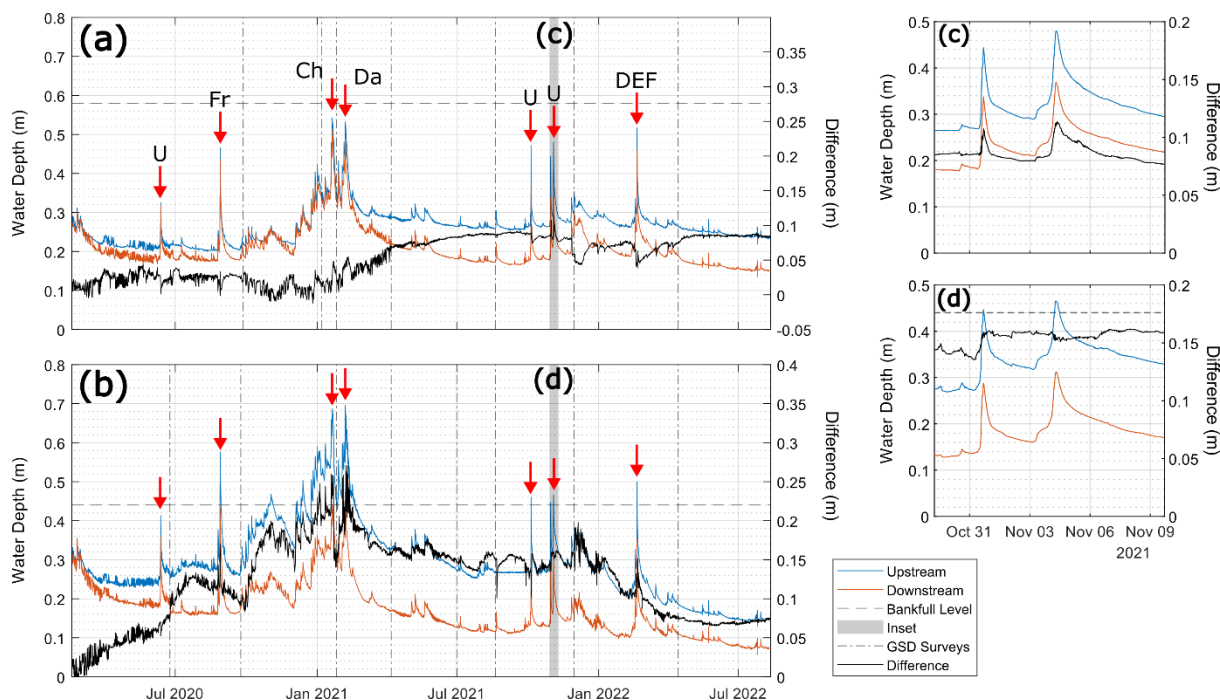 (a)
(c)
Water Depth (m)
0.8
0.7
0.6
0.5
0.4
0.3
0.2
0.1
0
U
Fr
Ch
Da
U
U
DEF
0.35
0.3
0.25
0.2
0.15
0.1
0.05
0
-0.05
Difference (m)
(b)
(d)
Water Depth (m)
0.8
0.7
0.6
0.5
0.4
0.3
0.2
0.1
0
0.4
0.35
0.3
0.25
0.2
0.15
0.1
0.05
0
Difference (m)
Jul 2020
Jan 2021
Jul 2021
Jan 2022
Jul 2022
(c)
Water Depth (m)
0.5
0.4
0.3
0.2
0.1
0
0.2
0.15
0.1
0.05
0
Difference (m)
(d)
Water Depth (m)
0.5
0.4
0.3
0.2
0.1
0
0.2
0.15
0.1
0.05
0
Difference (m)
Oct 31
Nov 03
Nov 06
Nov 09
2021
Upstream
Downstream
Bankfull Level
Inset
GSD Surveys
Difference